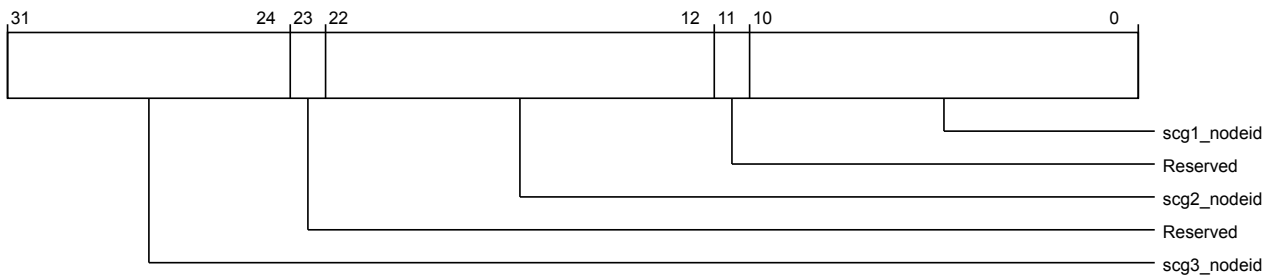 31 24 23 22 12 11 10 0
scg1_nodeid
Reserved
scg2_nodeid
Reserved
scg3_nodeid